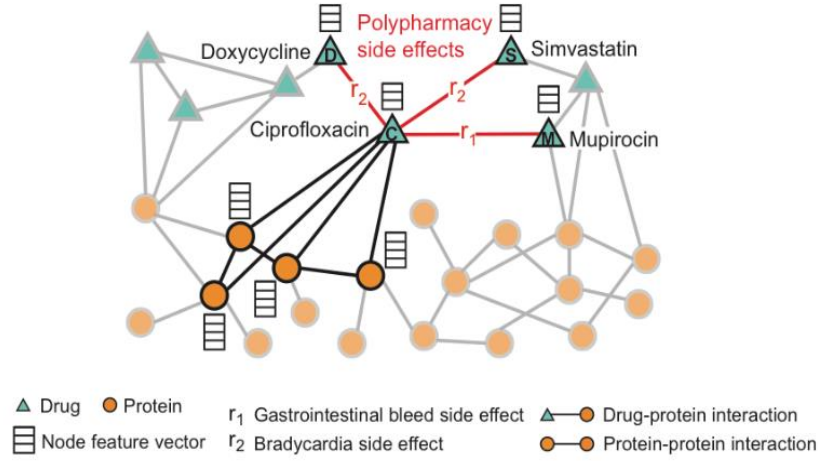 Polypharmacy
side effects
Doxycycline
D
S
Simvastatin
r2
r2
Ciprofloxacin
C
r1
M
Mupirocin
Drug
Protein
r1 Gastrointestinal bleed side effect
Drug-protein interaction
Node feature vector
r2 Bradycardia side effect
Protein-protein interaction